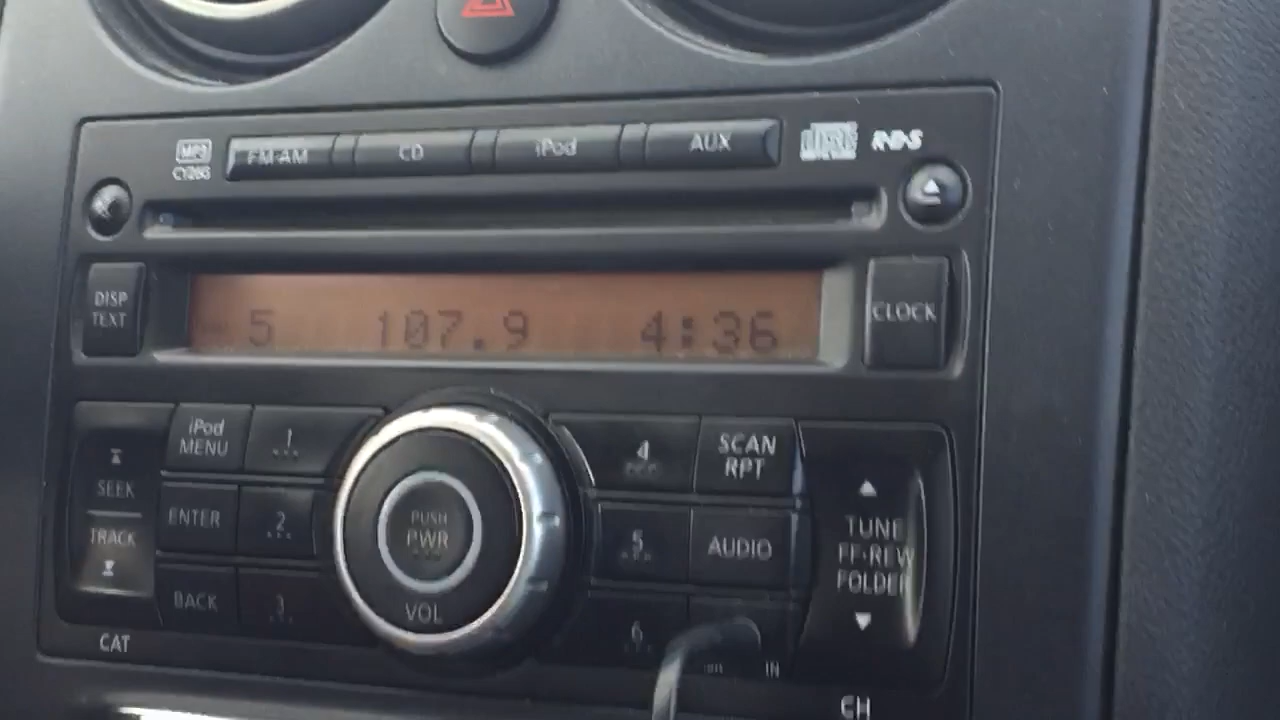 MP3
FM·AM
CD
iPod
AUX
RDS
DISP
TEXT
5 107.9 4:36
CLOCK
SEEK
TRACK
CAT
iPod
MENU
1
ENTER
2
BACK
3
PUSH
PWR
VOL
4
SCAN
RPT
5
AUDIO
6
IN
TUNE
FF·REW
FOLDER
CH